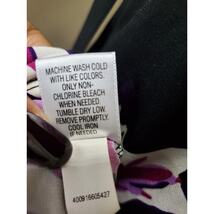 MACHINE WASH COLD
WITH LIKE COLORS.
ONLY NON-
CHLORINE BLEACH
WHEN NEEDED.
TUMBLE DRY LOW.
REMOVE PROMPTLY.
COOL IRON
IF NEEDED
400916605427